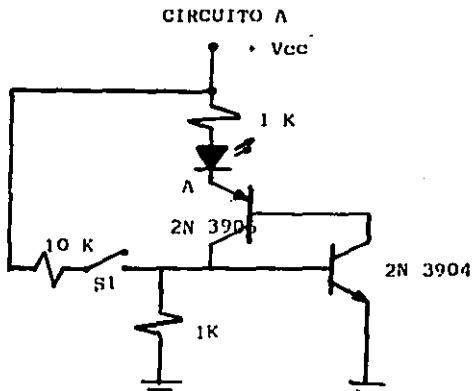 CIRCUITO A
+ Vcc
1 K
A
2N 3906
10 K
S1
2N 3904
1K